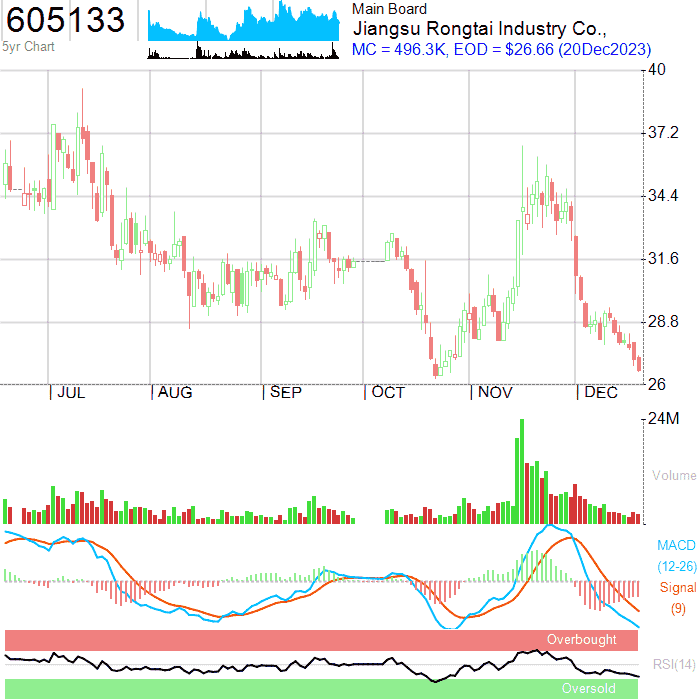 605133
5yr Chart
Main Board
Jiangsu Rongtai Industry Co.,
MC = 496.3K, EOD = $26.66 (20Dec2023)
40
37.2
34.4
31.6
28.8
26
JUL AUG SEP OCT NOV DEC
24M
Volume
MACD
(12-26)
Signal
(9)
Overbought
RSI(14)
Oversold